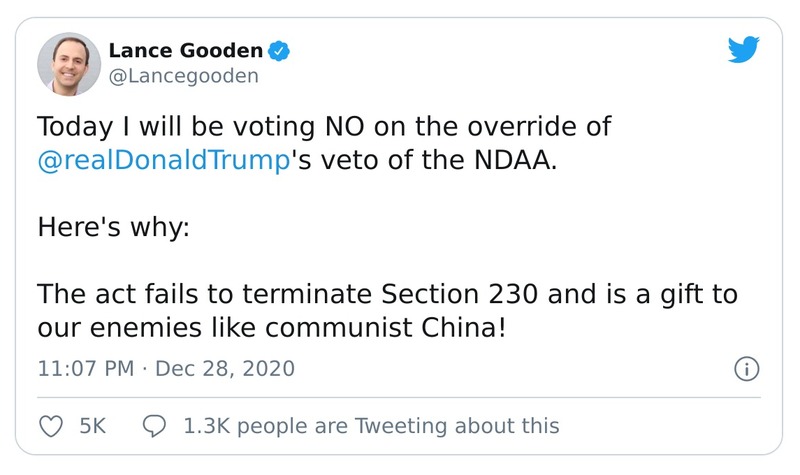 Lance Gooden
@Lancegooden
Today I will be voting NO on the override of
@realDonaldTrump's veto of the NDAA.
Here's why:
The act fails to terminate Section 230 and is a gift to
our enemies like communist China!
11:07 PM · Dec 28, 2020
5K 1.3K people are Tweeting about this